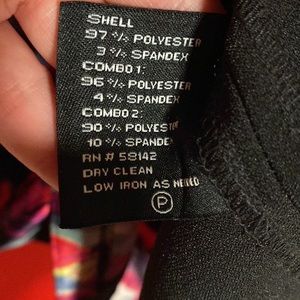 SHELL
97 % POLYESTER
3 % SPANDEX
COMBO 1:
96 % POLYESTER
4 % SPANDEX
COMBO 2:
90 % POLYESTER
10 % SPANDEX
RN # 59142
DRY CLEAN
LOW IRON AS NEEDED
P